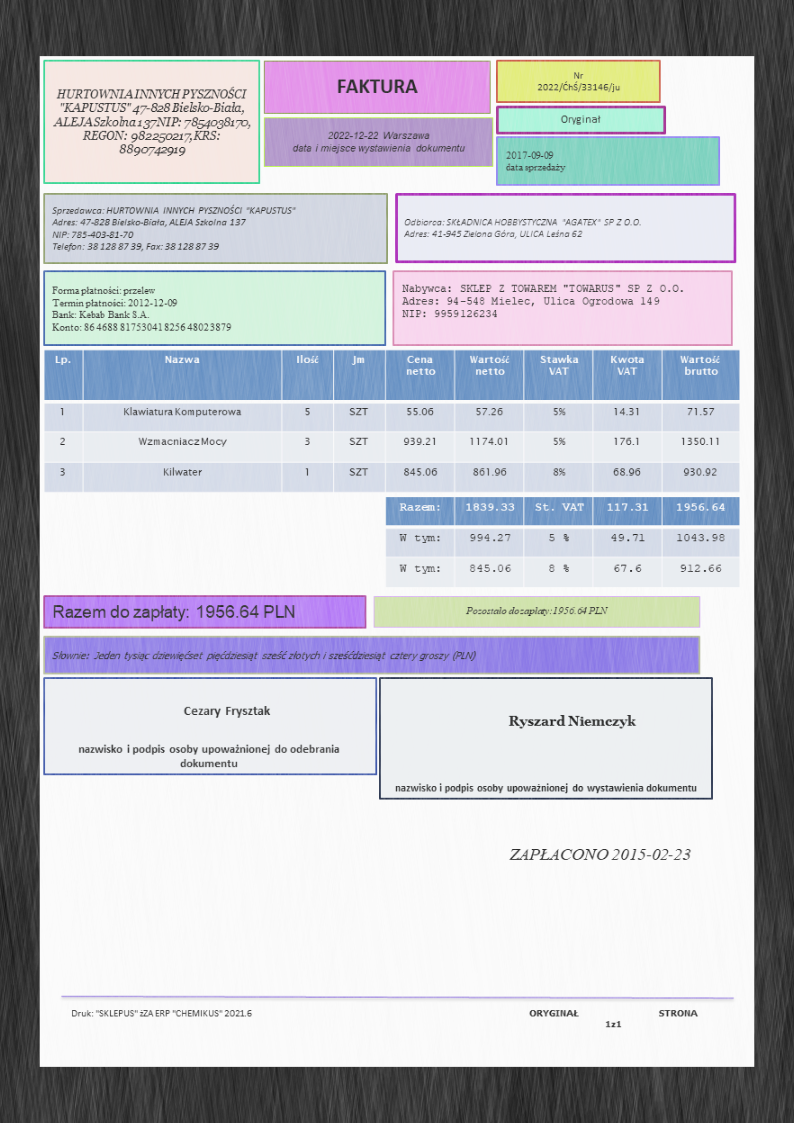 HURTOWNIA INNYCH PYSZNOŚCI
"KAPUSTUS" 47-828 Bielsko-Biała,
ALEJA Szkolna 137 NIP: 7854038170,
REGON: 982250217, KRS:
8890742919
FAKTURA
2022-12-22 Warszawa
data i miejsce wystawienia dokumentu
Nr
2022/ĆhŚ/33146/ju
Oryginał
2017-09-09
data sprzedaży
Sprzedawca: HURTOWNIA INNYCH PYSZNOŚCI "KAPUSTUS"
Adres: 47-828 Bielsko-Biała, ALEJA Szkolna 137
NIP: 785-403-81-70
Telefon: 38 128 87 39, Fax: 38 128 87 39
Odbiorca: SKŁADNICA HOBBYSTYCZNA "AGATEX" SP Z O.O.
Adres: 41-945 Zielona Góra, ULICA Leśna 62
Forma płatności: przelew
Termin płatności: 2012-12-09
Bank: Kebab Bank S.A.
Konto: 86 4688 8175 3041 8256 4802 3879
Nabywca: SKLEP Z TOWAREM "TOWARUS" SP Z O.O.
Adres: 94-548 Mielec, Ulica Ogrodowa 149
NIP: 9959126234
Lp. Nazwa Ilość Jm Cena netto Wartość netto Stawka VAT Kwota VAT Wartość brutto
1 Klawiatura Komputerowa 5 SZT 55.06 57.26 5% 14.31 71.57
2 Wzmacniacz Mocy 3 SZT 939.21 1174.01 5% 176.1 1350.11
3 Kilwater 1 SZT 845.06 861.96 8% 68.96 930.92
Razem: 1839.33 St. VAT 117.31 1956.64
W tym: 994.27 5 % 49.71 1043.98
W tym: 845.06 8 % 67.6 912.66
Razem do zapłaty: 1956.64 PLN
Pozostało do zapłaty: 1956.64 PLN
Słownie: Jeden tysiąc dziewięćset pięćdziesiąt sześć złotych i sześćdziesiąt cztery groszy (PLN)
Cezary Frysztak
nazwisko i podpis osoby upoważnionej do odebrania
dokumentu
Ryszard Niemczyk
nazwisko i podpis osoby upoważnionej do wystawienia dokumentu
ZAPŁACONO 2015-02-23
Druk: "SKLEPUS" źZA ERP "CHEMIKUS" 2021.6
ORYGINAŁ STRONA
1z1